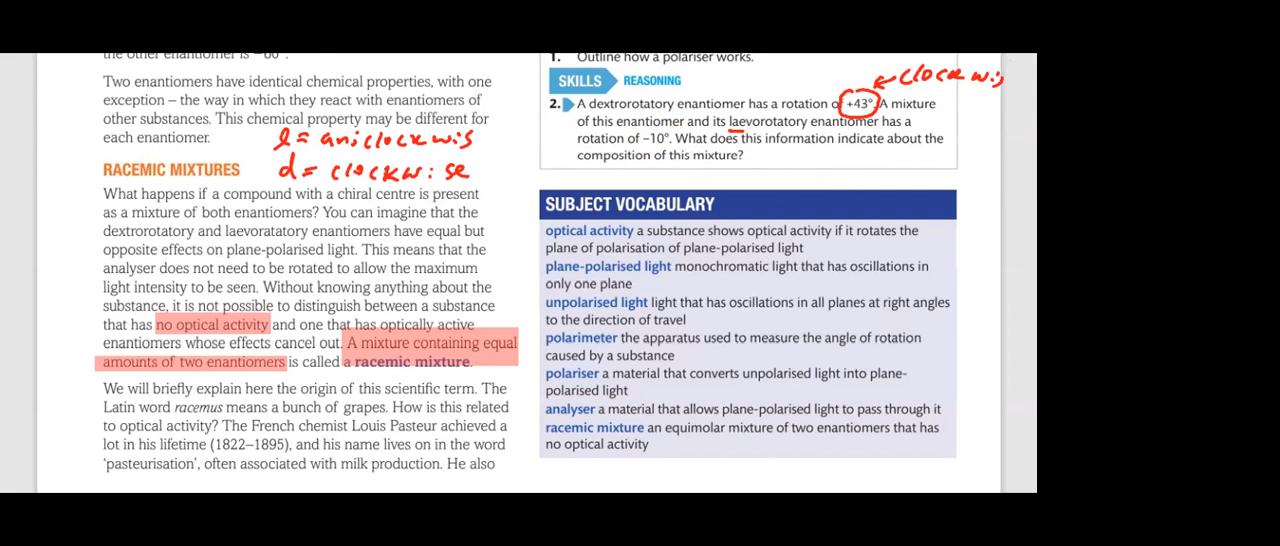 the other enantiomer is −60°.
Two enantiomers have identical chemical properties, with one
exception – the way in which they react with enantiomers of
other substances. This chemical property may be different for
each enantiomer.
l = aniclockwis
d = clockwise
RACEMIC MIXTURES
What happens if a compound with a chiral centre is present
as a mixture of both enantiomers? You can imagine that the
dextrorotatory and laevoratatory enantiomers have equal but
opposite effects on plane-polarised light. This means that the
analyser does not need to be rotated to allow the maximum
light intensity to be seen. Without knowing anything about the
substance, it is not possible to distinguish between a substance
that has no optical activity and one that has optically active
enantiomers whose effects cancel out. A mixture containing equal
amounts of two enantiomers is called a racemic mixture.
We will briefly explain here the origin of this scientific term. The
Latin word racemus means a bunch of grapes. How is this related
to optical activity? The French chemist Louis Pasteur achieved a
lot in his lifetime (1822–1895), and his name lives on in the word
‘pasteurisation’, often associated with milk production. He also
1. Outline how a polariser works.
SKILLS REASONING
clockwis
2. A dextrorotatory enantiomer has a rotation of +43°. A mixture
of this enantiomer and its laevorotatory enantiomer has a
rotation of −10°. What does this information indicate about the
composition of this mixture?
SUBJECT VOCABULARY
optical activity a substance shows optical activity if it rotates the
plane of polarisation of plane-polarised light
plane-polarised light monochromatic light that has oscillations in
only one plane
unpolarised light light that has oscillations in all planes at right angles
to the direction of travel
polarimeter the apparatus used to measure the angle of rotation
caused by a substance
polariser a material that converts unpolarised light into plane-
polarised light
analyser a material that allows plane-polarised light to pass through it
racemic mixture an equimolar mixture of two enantiomers that has
no optical activity